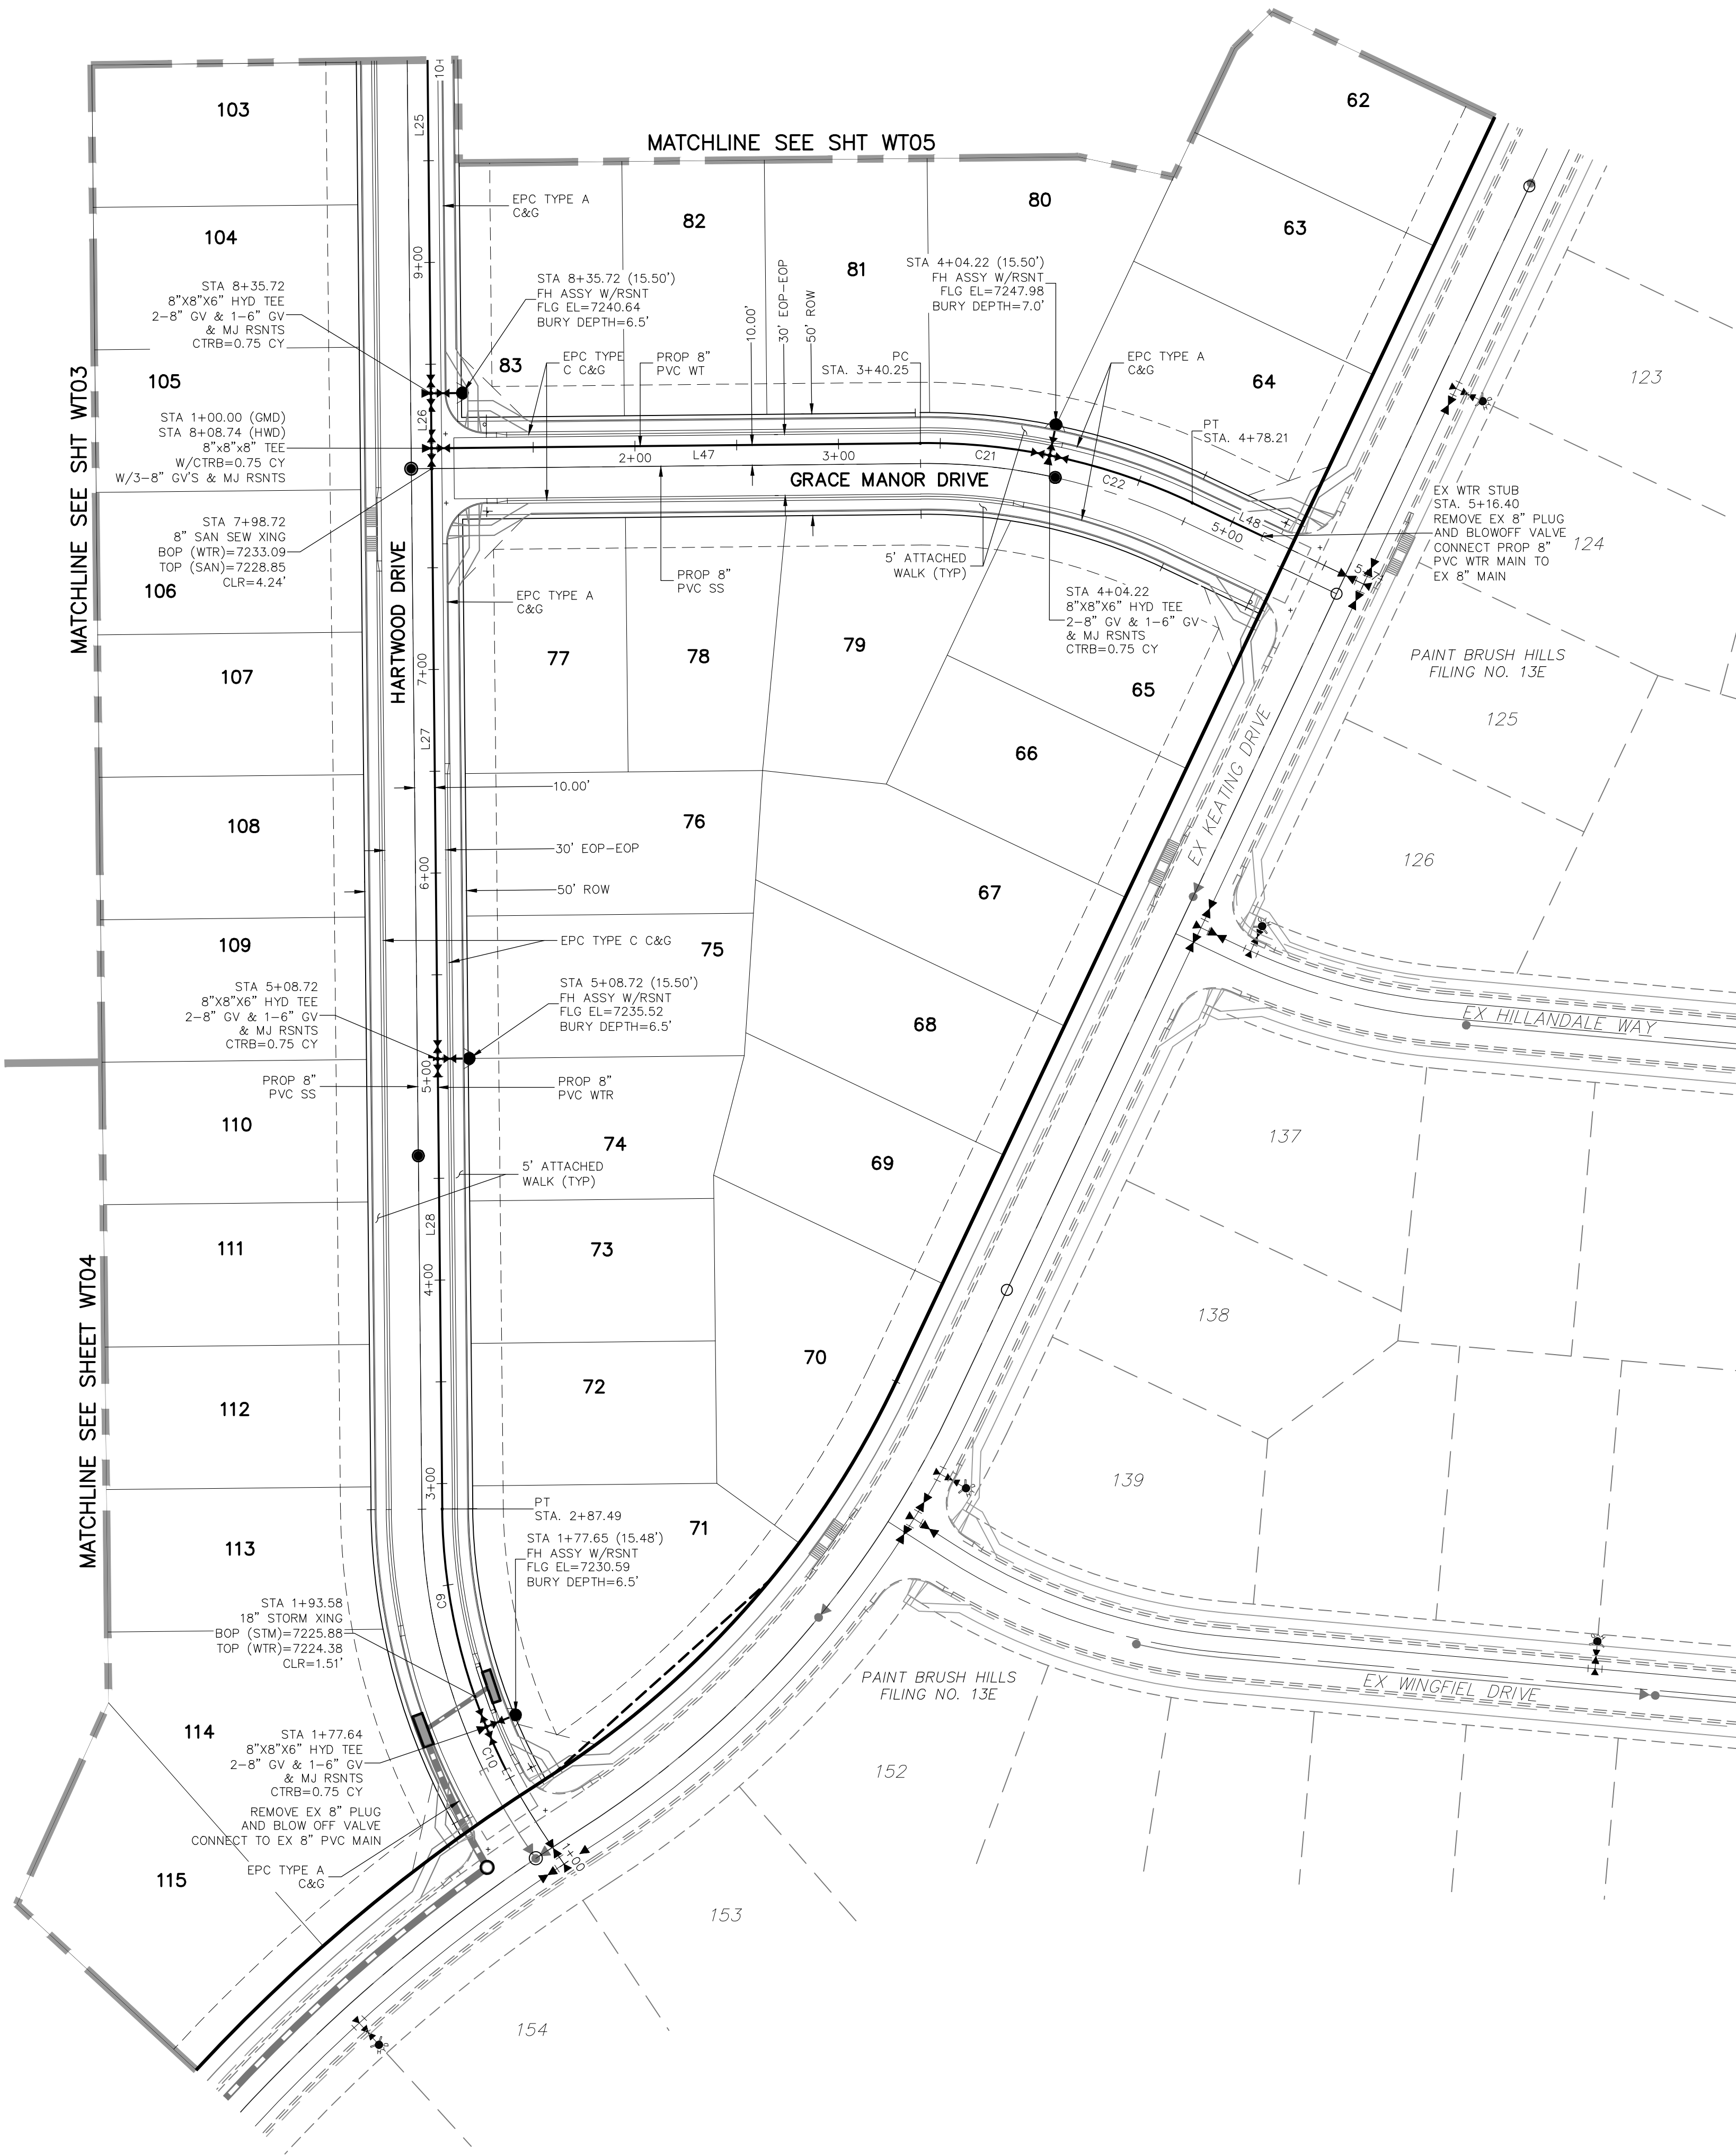 62
103
10+
L25
MATCHLINE SEE SHT WT05
EPC TYPE A
C&G
82
80
63
104
81
9+00
STA 8+35.72
8"X8"X6" HYD TEE
2-8" GV & 1-6" GV
& MJ RSNTS
CTRB=0.75 CY
STA 8+35.72 (15.50')
FH ASSY W/RSNT
FLG EL=7240.64
BURY DEPTH=6.5'
10.00'
30' EOP-EOP
50' ROW
STA 4+04.22 (15.50')
FH ASSY W/RSNT
FLG EL=7247.98
BURY DEPTH=7.0'
83
EPC TYPE
C C&G
PROP 8"
PVC WT
PC
STA. 3+40.25
EPC TYPE A
C&G
64
123
105
MATCHLINE SEE SHT WT03
L26
STA 1+00.00 (GMD)
STA 8+08.74 (HWD)
8"x8"x8" TEE
W/CTRB=0.75 CY
W/3-8" GV'S & MJ RSNTS
PT
STA. 4+78.21
2+00
L47
3+00
C21
C22
L48
5+00
GRACE MANOR DRIVE
STA 7+98.72
8" SAN SEW XING
BOP (WTR)=7233.09
TOP (SAN)=7228.85
CLR=4.24'
EX WTR STUB
STA. 5+16.40
REMOVE EX 8" PLUG
AND BLOWOFF VALVE
CONNECT PROP 8"
PVC WTR MAIN TO
EX 8" MAIN
124
106
HARTWOOD DRIVE
EPC TYPE A
C&G
PROP 8"
PVC SS
5' ATTACHED
WALK (TYP)
STA 4+04.22
8"X8"X6" HYD TEE
2-8" GV & 1-6" GV
& MJ RSNTS
CTRB=0.75 CY
PAINT BRUSH HILLS
FILING NO. 13E
107
77
78
79
65
7+00
125
66
L27
EX KEATING DRIVE
10.00'
108
76
126
30' EOP-EOP
6+00
50' ROW
67
109
EPC TYPE C C&G
75
STA 5+08.72
8"X8"X6" HYD TEE
2-8" GV & 1-6" GV
& MJ RSNTS
CTRB=0.75 CY
STA 5+08.72 (15.50')
FH ASSY W/RSNT
FLG EL=7235.52
BURY DEPTH=6.5'
68
EX HILLANDALE WAY
PROP 8"
PVC SS
5+00
PROP 8"
PVC WTR
110
74
137
5' ATTACHED
WALK (TYP)
69
L28
111
73
MATCHLINE SEE SHEET WT04
4+00
138
70
112
72
139
3+00
PT
STA. 2+87.49
71
113
STA 1+77.65 (15.48')
FH ASSY W/RSNT
FLG EL=7230.59
BURY DEPTH=6.5'
C9
STA 1+93.58
18" STORM XING
BOP (STM)=7225.88
TOP (WTR)=7224.38
CLR=1.51'
PAINT BRUSH HILLS
FILING NO. 13E
EX WINGFIEL DRIVE
114
STA 1+77.64
8"X8"X6" HYD TEE
2-8" GV & 1-6" GV
& MJ RSNTS
CTRB=0.75 CY
C10
152
REMOVE EX 8" PLUG
AND BLOW OFF VALVE
CONNECT TO EX 8" PVC MAIN
1+00
EPC TYPE A
C&G
115
153
154